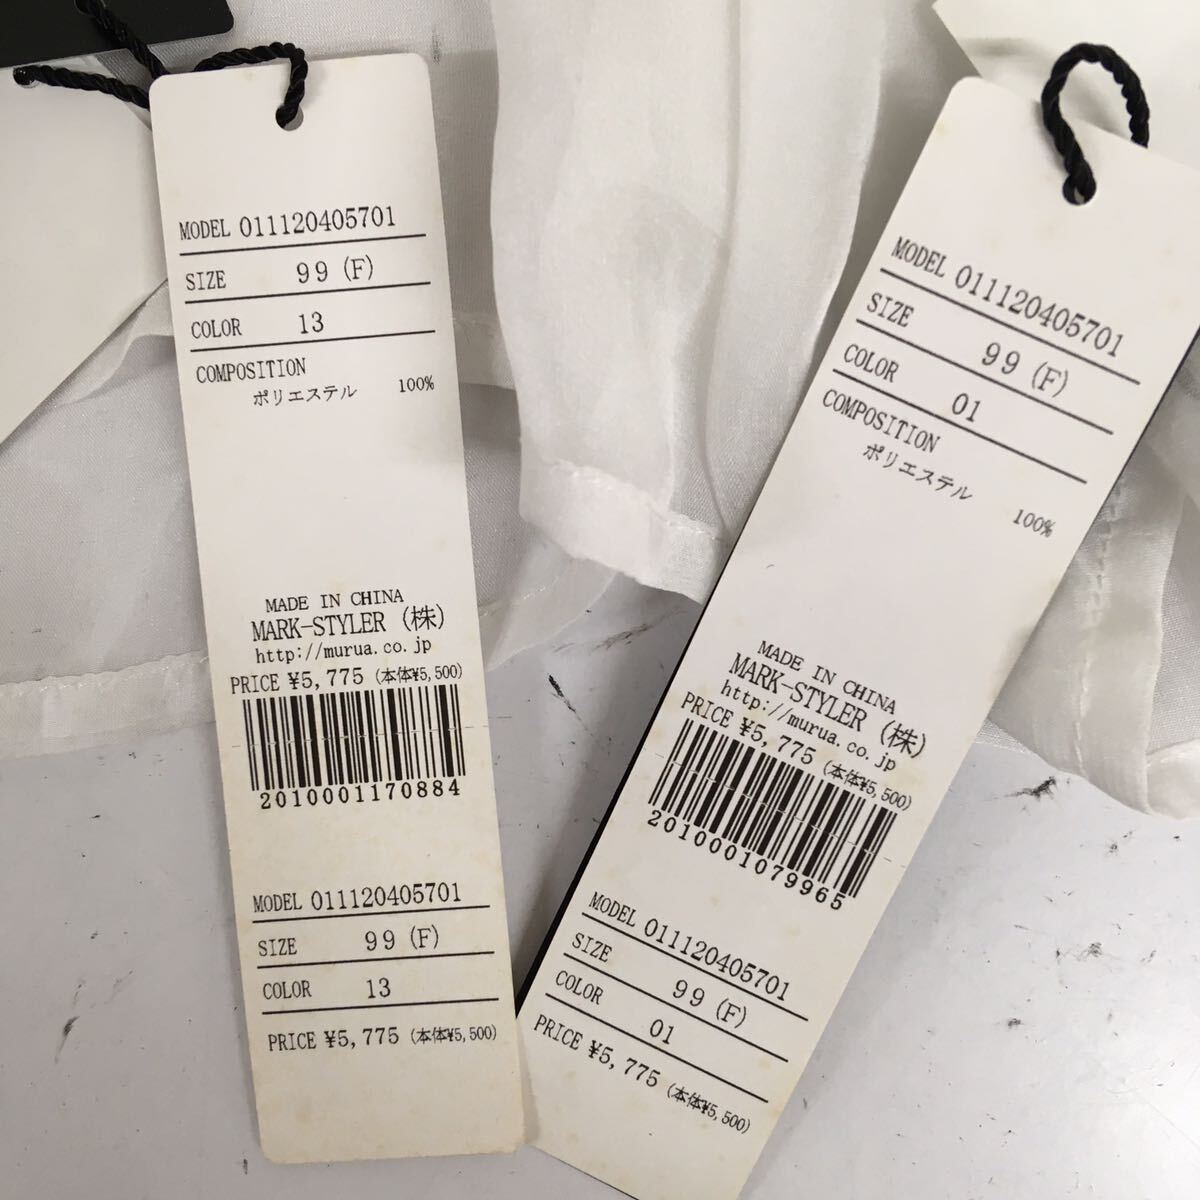 MODEL 011120405701
SIZE 99 (F)
COLOR 13
COMPOSITION
ポリエステル 100%
MADE IN CHINA
MARK-STYLER (株)
http://murua.co.jp
PRICE ¥5,775 (本体¥5,500)
2010001170884
MODEL 011120405701
SIZE 99 (F)
COLOR 13
PRICE ¥5,775 (本体¥5,500)
MODEL 011120405701
SIZE 99 (F)
COLOR 01
COMPOSITION
ポリエステル 100%
MADE IN CHINA
MARK-STYLER (株)
http://murua.co.jp
PRICE ¥5,775 (本体¥5,500)
2010001079965
MODEL 011120405701
SIZE 99 (F)
COLOR 01
PRICE ¥5,775 (本体¥5,500)